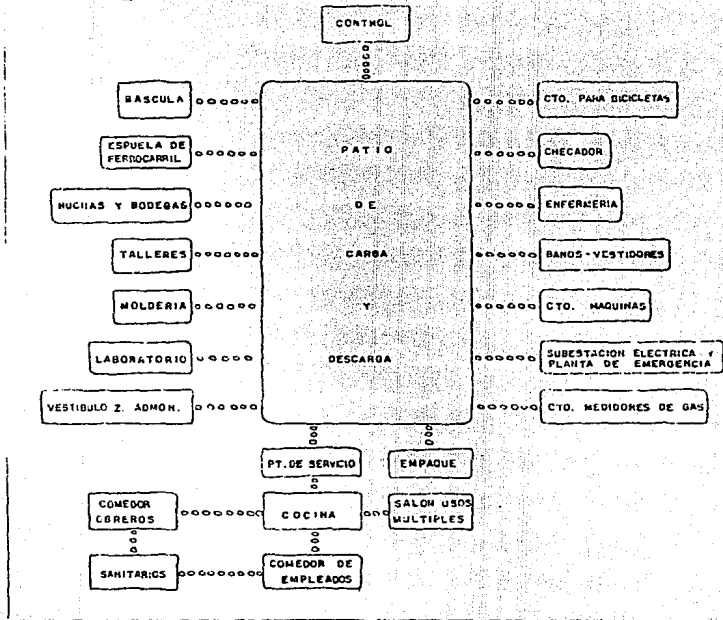 CONTROL
BASCULA
CTO. PARA BICICLETAS
ESPUELA DE
FERROCARRIL
PATIO
CHECADOR
Y BODEGAS
DE
ENFERMERIA
TALLERES
CARGA
BANOS-VESTIDORES
MOLDERIA
Y
CTO. MAQUINAS
LABORATORIO
DESCARGA
SUBESTACION ELECTRICA Y
PLANTA DE EMERGENCIA
VESTIBULO Z. ADMON.
CTO. MEDIDORES DE GAS
PT. DE SERVICIO
EMPAQUE
COMEDOR
OBREROS
COCINA
SALON USOS
MULTIPLES
SANITARIOS
COMEDOR DE
EMPLEADOS